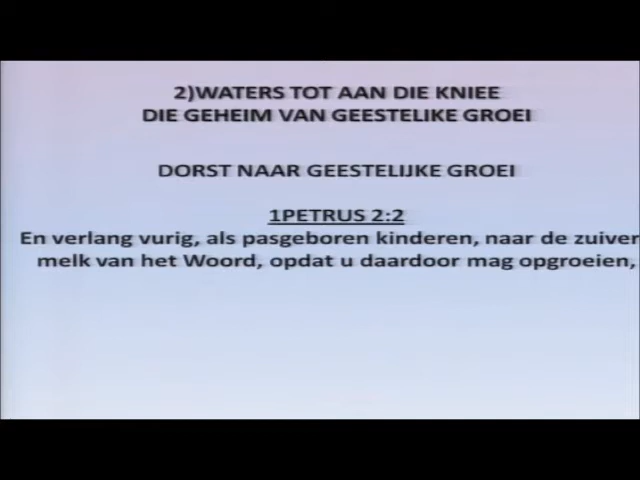 2)WATERS TOT AAN DIE KNIEE
DIE GEHEIM VAN GEESTELIKE GROEI
DORST NAAR GEESTELIJKE GROEI
1PETRUS 2:2
En verlang vurig, als pasgeboren kinderen, naar de zuiver
melk van het Woord, opdat u daardoor mag opgroeien,